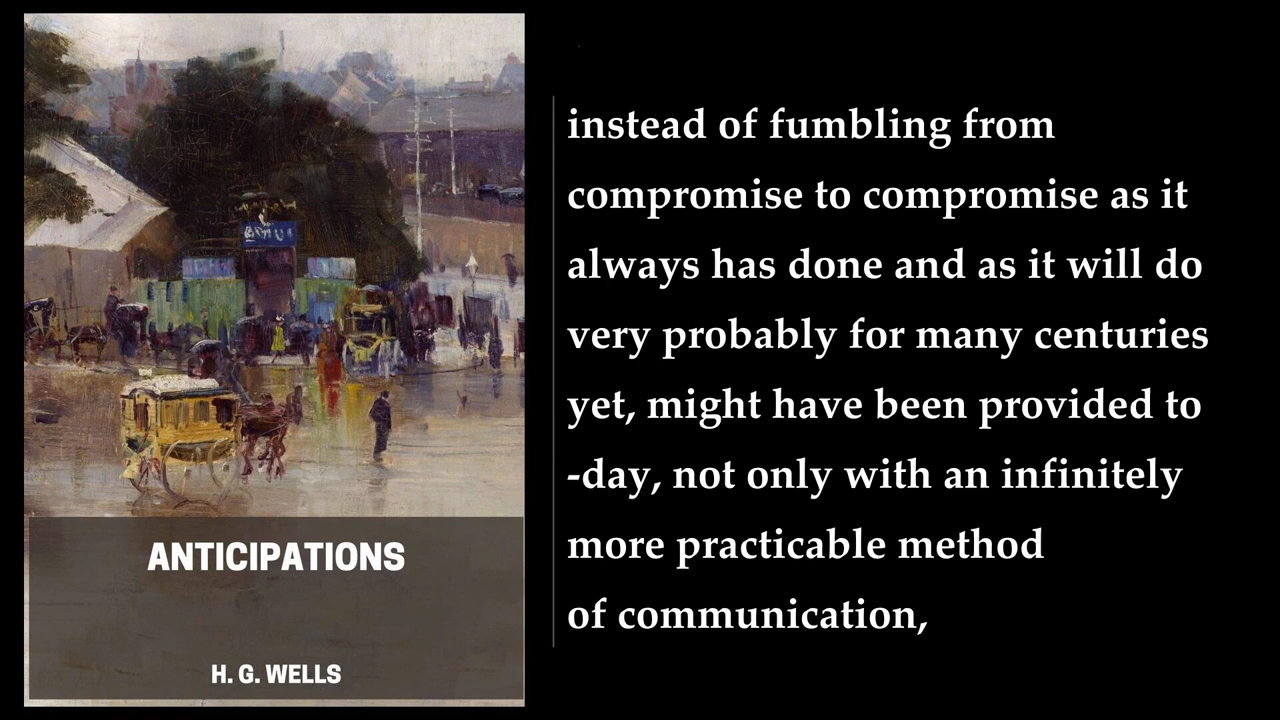 ANTICIPATIONS
H. G. WELLS
instead of fumbling from
compromise to compromise as it
always has done and as it will do
very probably for many centuries
yet, might have been provided to
-day, not only with an infinitely
more practicable method
of communication,